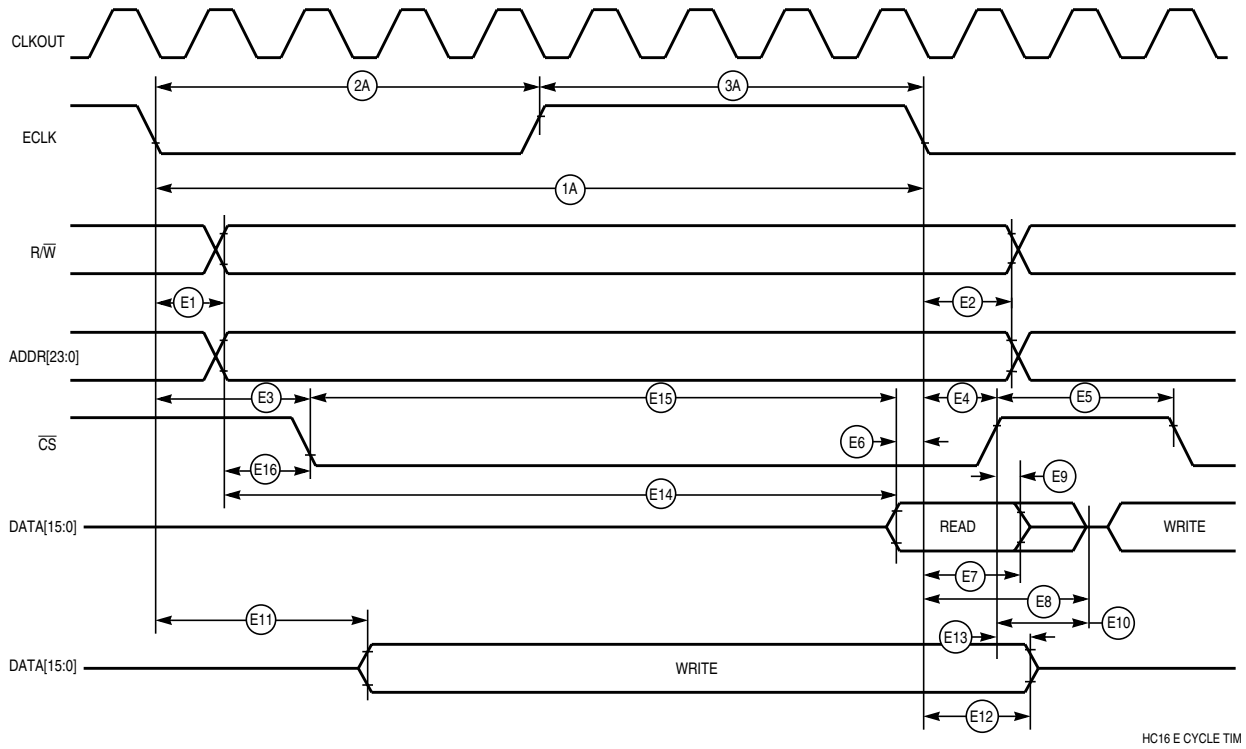 CLKOUT
2A
3A
ECLK
1A
R/W̅
E1
E2
ADDR[23:0]
E3
E15
E4
E5
C̅S̅
E6
E16
E9
E14
DATA[15:0]
READ
WRITE
E7
E8
E11
E10
E13
DATA[15:0]
WRITE
E12
HC16 E CYCLE TIM